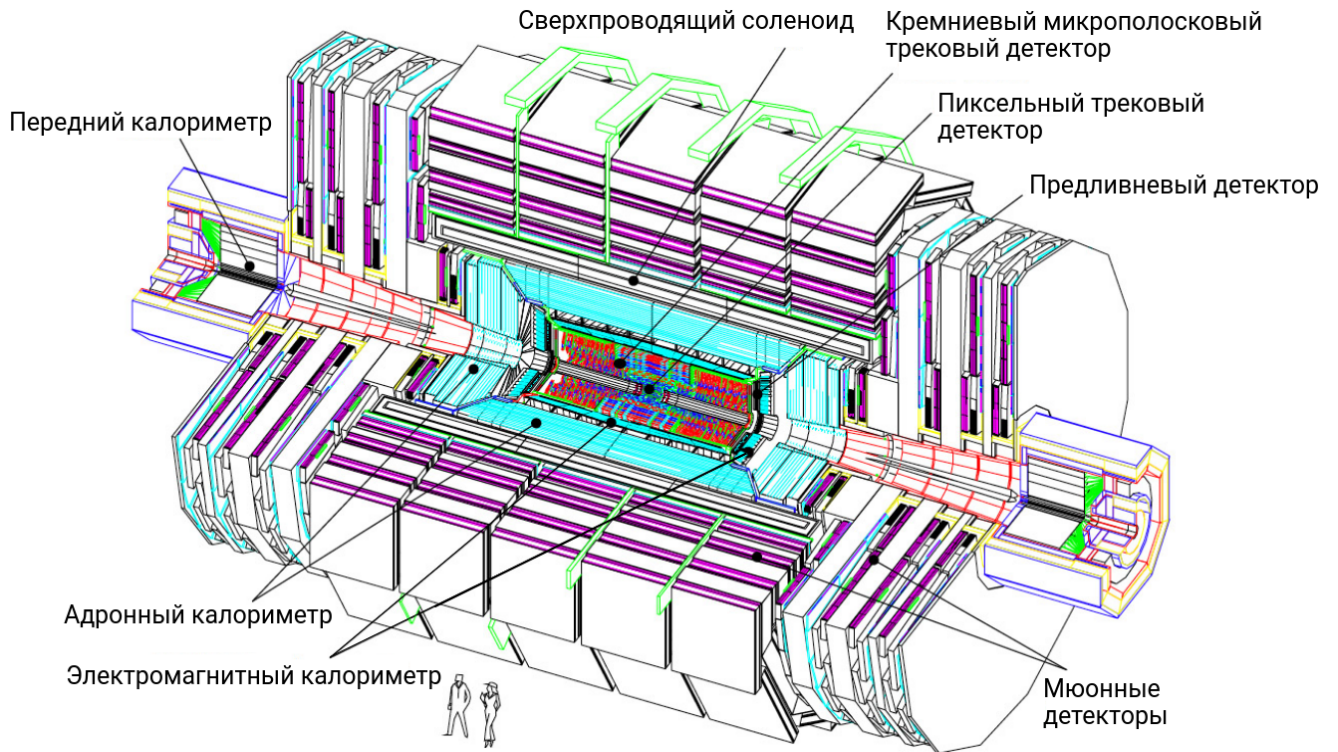 Сверхпроводящий соленоид
Кремниевый микрополосковый
трековый детектор
Передний калориметр
Пиксельный трековый
детектор
Предливневый детектор
Адронный калориметр
Электромагнитный калориметр
Мюонные
детекторы